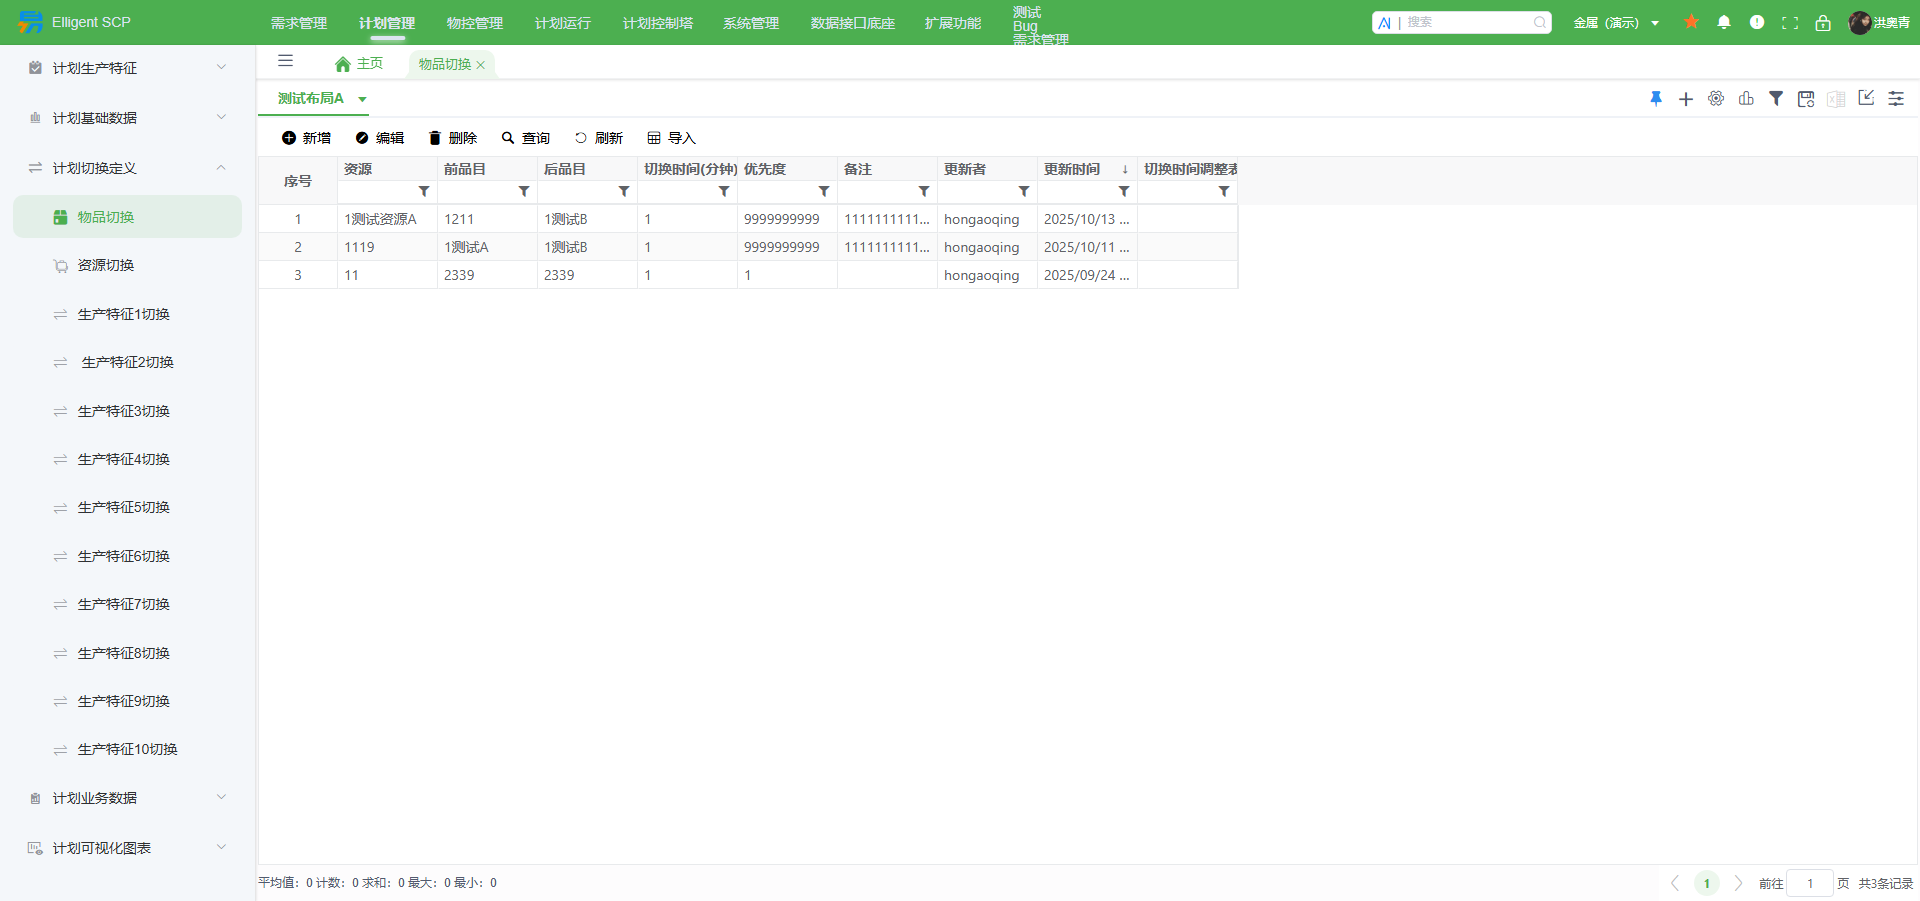 Elligent SCP
需求管理 计划管理 物控管理 计划运行 计划控制塔 系统管理 数据接口底座 扩展功能 测试Bug需求管理
搜索
金属（演示）
洪奥青
计划生产特征
计划基础数据
计划切换定义
物品切换
资源切换
生产特征1切换
生产特征2切换
生产特征3切换
生产特征4切换
生产特征5切换
生产特征6切换
生产特征7切换
生产特征8切换
生产特征9切换
生产特征10切换
计划业务数据
计划可视化图表
主页 物品切换
测试布局A
新增 编辑 删除 查询 刷新 导入
序号 资源 前品目 后品目 切换时间(分钟) 优先度 备注 更新者 更新时间 ↓ 切换时间调整表
1 1测试资源A 1211 1测试B 1 9999999999 1111111111... hongaoqing 2025/10/13 ...
2 1119 1测试A 1测试B 1 9999999999 1111111111... hongaoqing 2025/10/11 ...
3 11 2339 2339 1 1 hongaoqing 2025/09/24 ...
平均值：0 计数：0 求和：0 最大：0 最小：0
1 前往 1 页 共3条记录